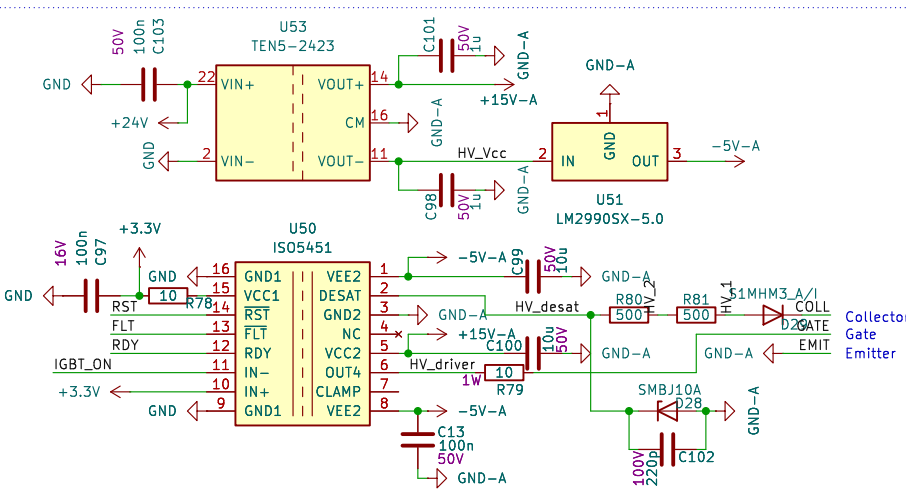 U53
TEN5-2423
50V
100n
C103
GND
22
VIN+
VOUT+
14
C101
50V
1u
GND-A
+15V-A
+24V
CM
16
GND-A
GND
2
VIN-
VOUT-
11
HV_Vcc
C98
50V
1u
GND-A
GND-A
1
2
IN
GND
OUT
3
-5V-A
U51
LM2990SX-5.0
U50
ISO5451
+3.3V
16V
100n
C97
GND
GND
10
R78
RST
FLT
RDY
IGBT_ON
+3.3V
GND
16
GND1
15
VCC1
14
RST
13
FLT
12
RDY
11
IN-
10
IN+
9
GND1
VEE2
1
DESAT
2
GND2
3
NC
4
VCC2
5
OUT4
6
CLAMP
7
VEE2
8
-5V-A
C99
50V
10u
GND-A
HV_desat
GND-A
+15V-A
C100
10u
50V
GND-A
HV_driver
1W
10
R79
-5V-A
C13
100n
50V
GND-A
R80
500
HV_2
R81
500
HV_1
S1MHM3_A/I
COLL
Collector
GATE
Gate
GND-A
EMIT
Emitter
SMBJ10A
D28
GND-A
100V
220p
C102